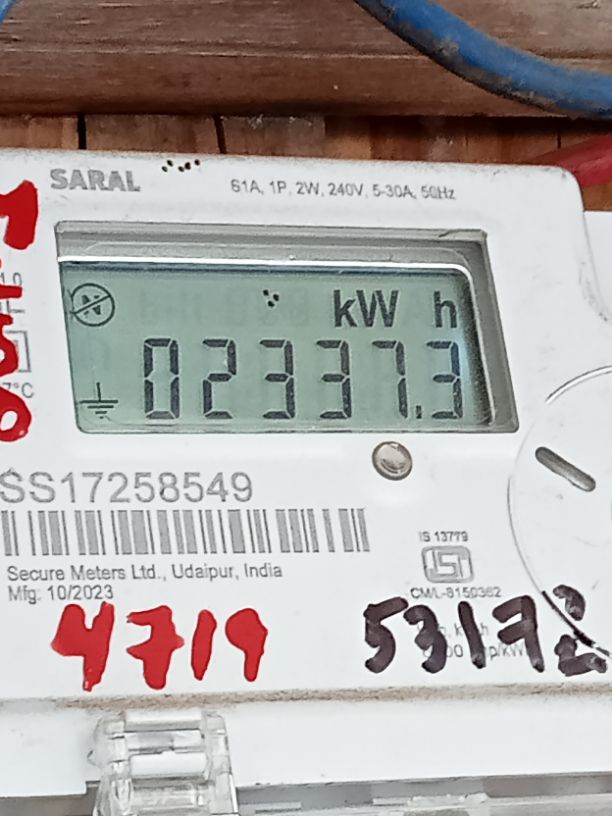 SARAL
61A, 1P, 2W, 240V, 5-30A, 50Hz
N
kW h
02337.3
SS17258549
IS 13779
ISI
Secure Meters Ltd., Udaipur, India
CM/L-8150362
Mfg: 10/2023
4719
53172